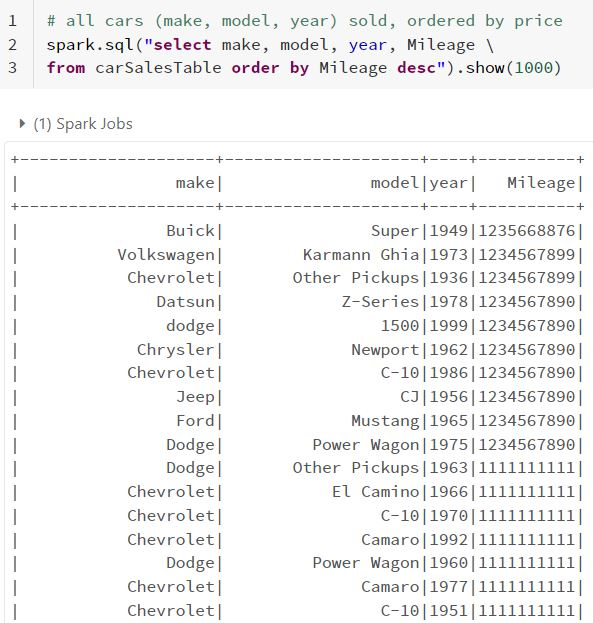 1 # all cars (make, model, year) sold, ordered by price
2 spark.sql("select make, model, year, Mileage \
3 from carSalesTable order by Mileage desc").show(1000)
(1) Spark Jobs
+--------------------+--------------------+----+----------+
|                make|               model|year|   Mileage|
+--------------------+--------------------+----+----------+
|               Buick|               Super|1949|1235668876|
|          Volkswagen|        Karmann Ghia|1973|1234567899|
|           Chevrolet|       Other Pickups|1936|1234567899|
|              Datsun|            Z-Series|1978|1234567890|
|               dodge|                1500|1999|1234567890|
|            Chrysler|             Newport|1962|1234567890|
|           Chevrolet|                C-10|1986|1234567890|
|                Jeep|                  CJ|1956|1234567890|
|                Ford|             Mustang|1965|1234567890|
|               Dodge|         Power Wagon|1975|1234567890|
|               Dodge|       Other Pickups|1963|1111111111|
|           Chevrolet|           El Camino|1966|1111111111|
|           Chevrolet|                C-10|1970|1111111111|
|           Chevrolet|              Camaro|1992|1111111111|
|               Dodge|         Power Wagon|1960|1111111111|
|           Chevrolet|              Camaro|1977|1111111111|
|           Chevrolet|                C-10|1951|1111111111|